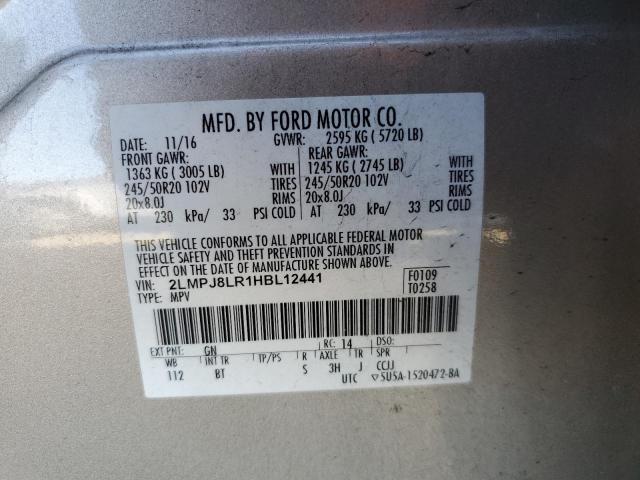 MFD. BY FORD MOTOR CO.
DATE: 11/16 GVWR: 2595 KG ( 5720 LB)
FRONT GAWR: REAR GAWR:
1363 KG ( 3005 LB) WITH 1245 KG ( 2745 LB) WITH
245/50R20 102V TIRES 245/50R20 102V TIRES
20x8.0J RIMS 20x8.0J RIMS
AT 230 kPa/ 33 PSI COLD AT 230 kPa/ 33 PSI COLD
THIS VEHICLE CONFORMS TO ALL APPLICABLE FEDERAL MOTOR
VEHICLE SAFETY AND THEFT PREVENTION STANDARDS IN
EFFECT ON THE DATE OF MANUFACTURE SHOWN ABOVE.
VIN: 2LMPJ8LR1HBL12441 F0109
TYPE: MPV T0258
EXT PNT: GN RC: 14 DSO:
WB INT TR TP/PS R AXLE TR SPR
112 BT S 3H J CCJJ
UTC ▽5U5A-1520472-BA